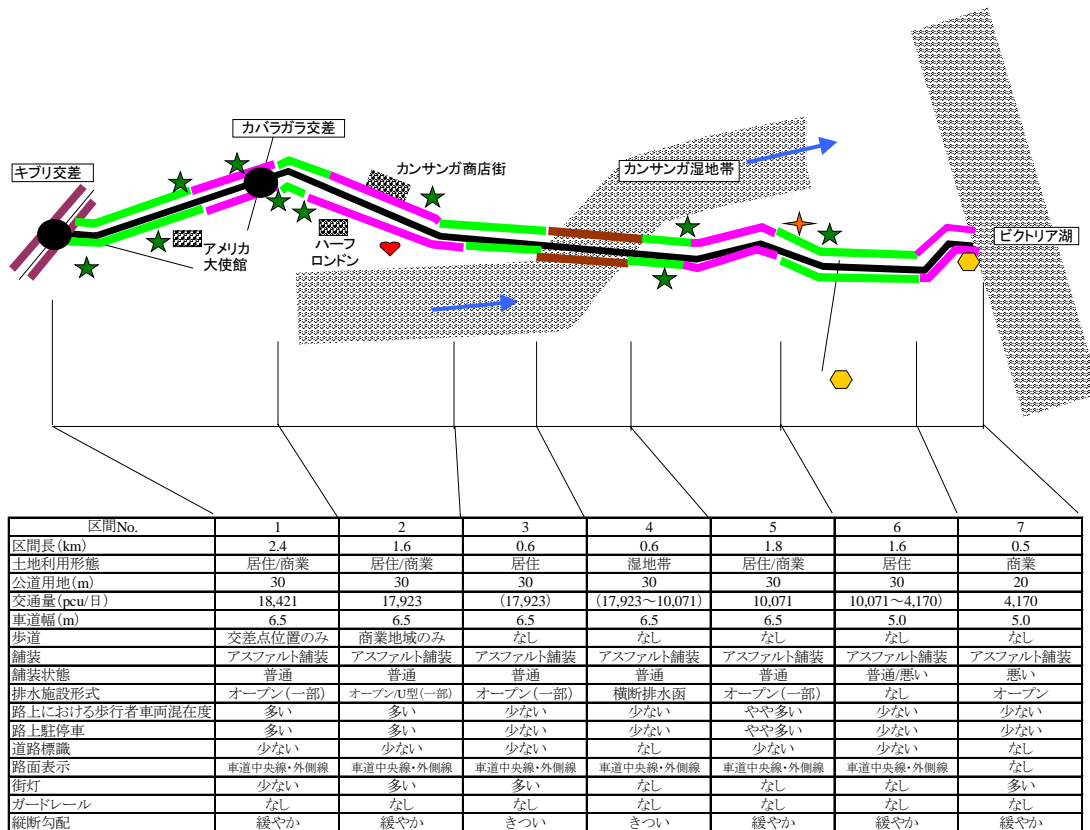 カバラガラ交差
キブリ交差
カンサンガ商店街
カンサンガ湿地帯
アメリカ
大使館
ハーフ
ロンドン
ビクトリア湖
区間No. 1 2 3 4 5 6 7
区間長(km) 2.4 1.6 0.6 0.6 1.8 1.6 0.5
土地利用形態 居住/商業 居住/商業 居住 湿地帯 居住/商業 居住 商業
公道用地(m) 30 30 30 30 30 30 20
交通量(pcu/日) 18,421 17,923 (17,923) (17,923～10,071) 10,071 10,071～4,170) 4,170
車道幅(m) 6.5 6.5 6.5 6.5 6.5 5.0 5.0
歩道 交差点位置のみ 商業地域のみ なし なし なし なし なし
舗装 アスファルト舗装 アスファルト舗装 アスファルト舗装 アスファルト舗装 アスファルト舗装 アスファルト舗装 アスファルト舗装
舗装状態 普通 普通 普通 普通 普通 普通/悪い 悪い
排水施設形式 オープン(一部) オープン/U型(一部) オープン(一部) 横断排水函 オープン(一部) なし オープン
路上における歩行者車両混在度 多い 多い 少ない 少ない やや多い 少ない 少ない
路上駐停車 多い 多い 少ない 少ない やや多い 少ない 少ない
道路標識 少ない 少ない 少ない なし 少ない 少ない なし
路面表示 車道中央線・外側線 車道中央線・外側線 車道中央線・外側線 車道中央線・外側線 車道中央線・外側線 車道中央線・外側線 なし
街灯 少ない 多い 多い なし なし なし 多い
ガードレール なし なし なし なし なし なし なし
縦断勾配 緩やか 緩やか きつい きつい 緩やか 緩やか 緩やか